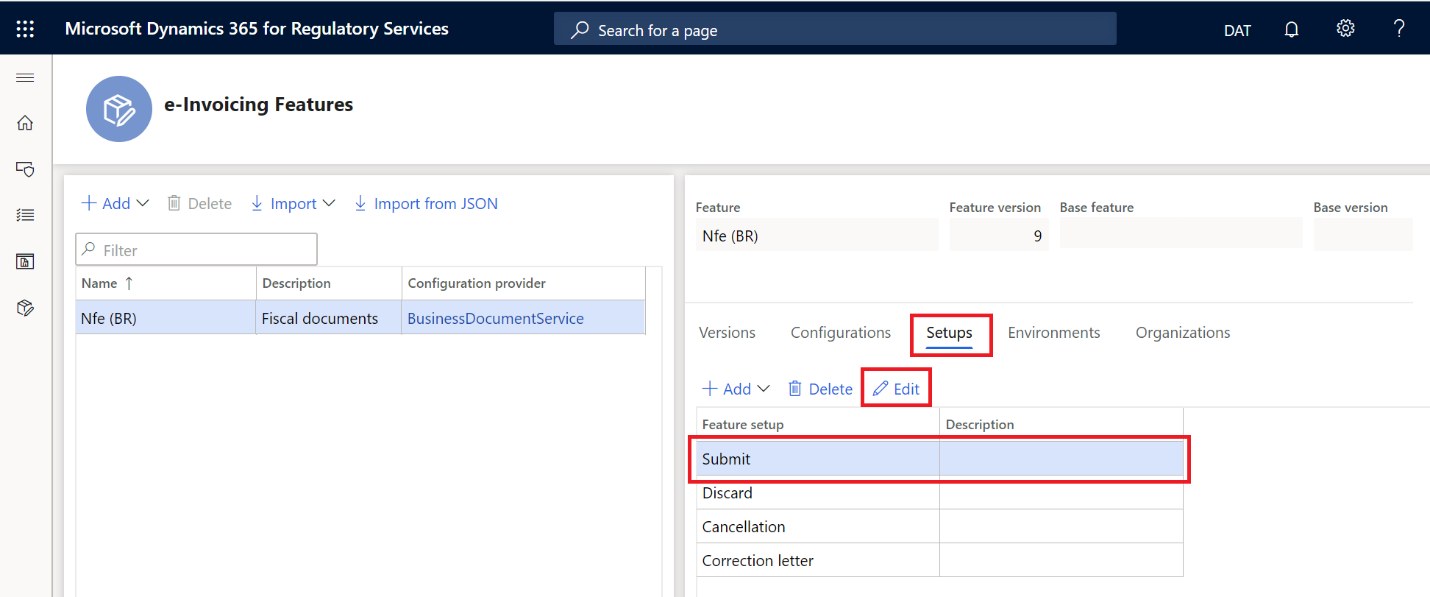 Microsoft Dynamics 365 for Regulatory Services
Search for a page
DAT
?
e-Invoicing Features
Add
Delete
Import
Import from JSON
Filter
Name ↑ Description Configuration provider
Nfe (BR) Fiscal documents BusinessDocumentService
Feature Feature version Base feature Base version
Nfe (BR) 9
Versions Configurations Setups Environments Organizations
Add Delete Edit
Feature setup Description
Submit
Discard
Cancellation
Correction letter